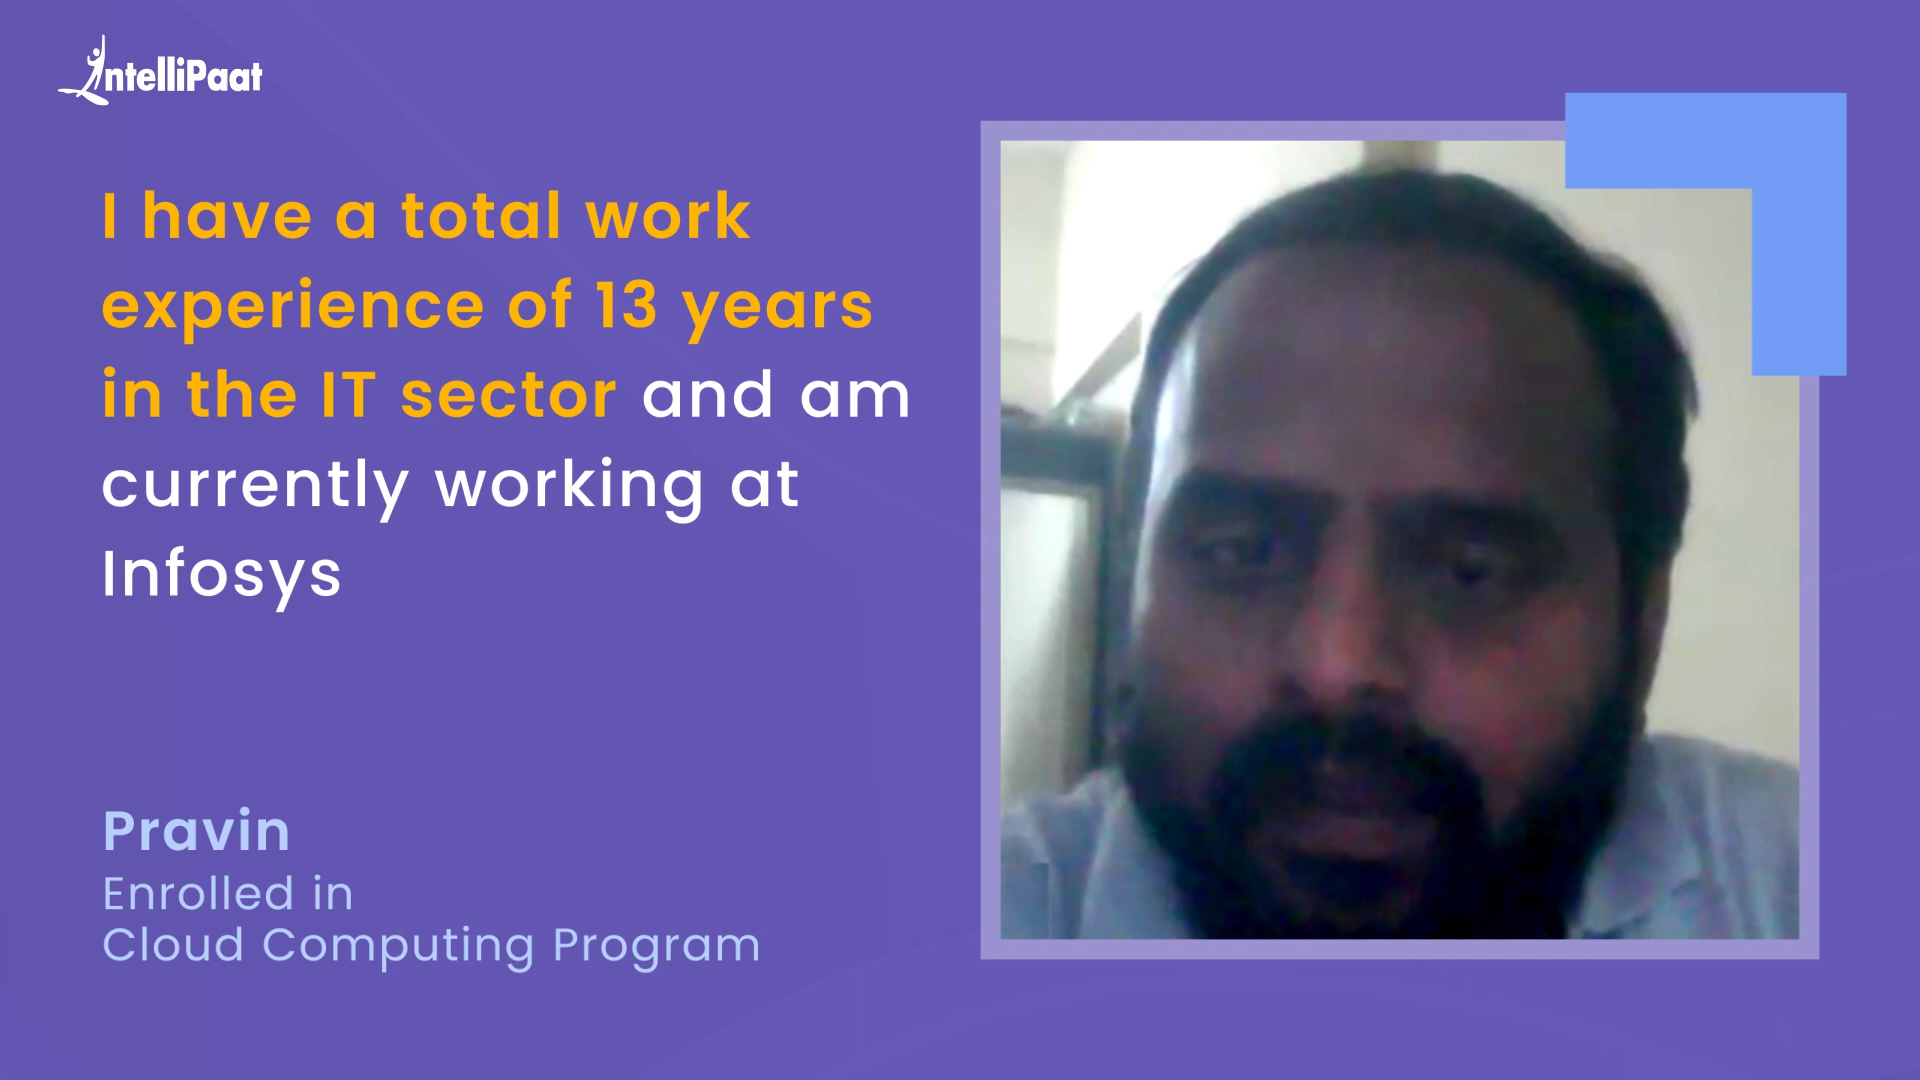 IntelliPaat
I have a total work
experience of 13 years
in the IT sector and am
currently working at
Infosys
Pravin
Enrolled in
Cloud Computing Program